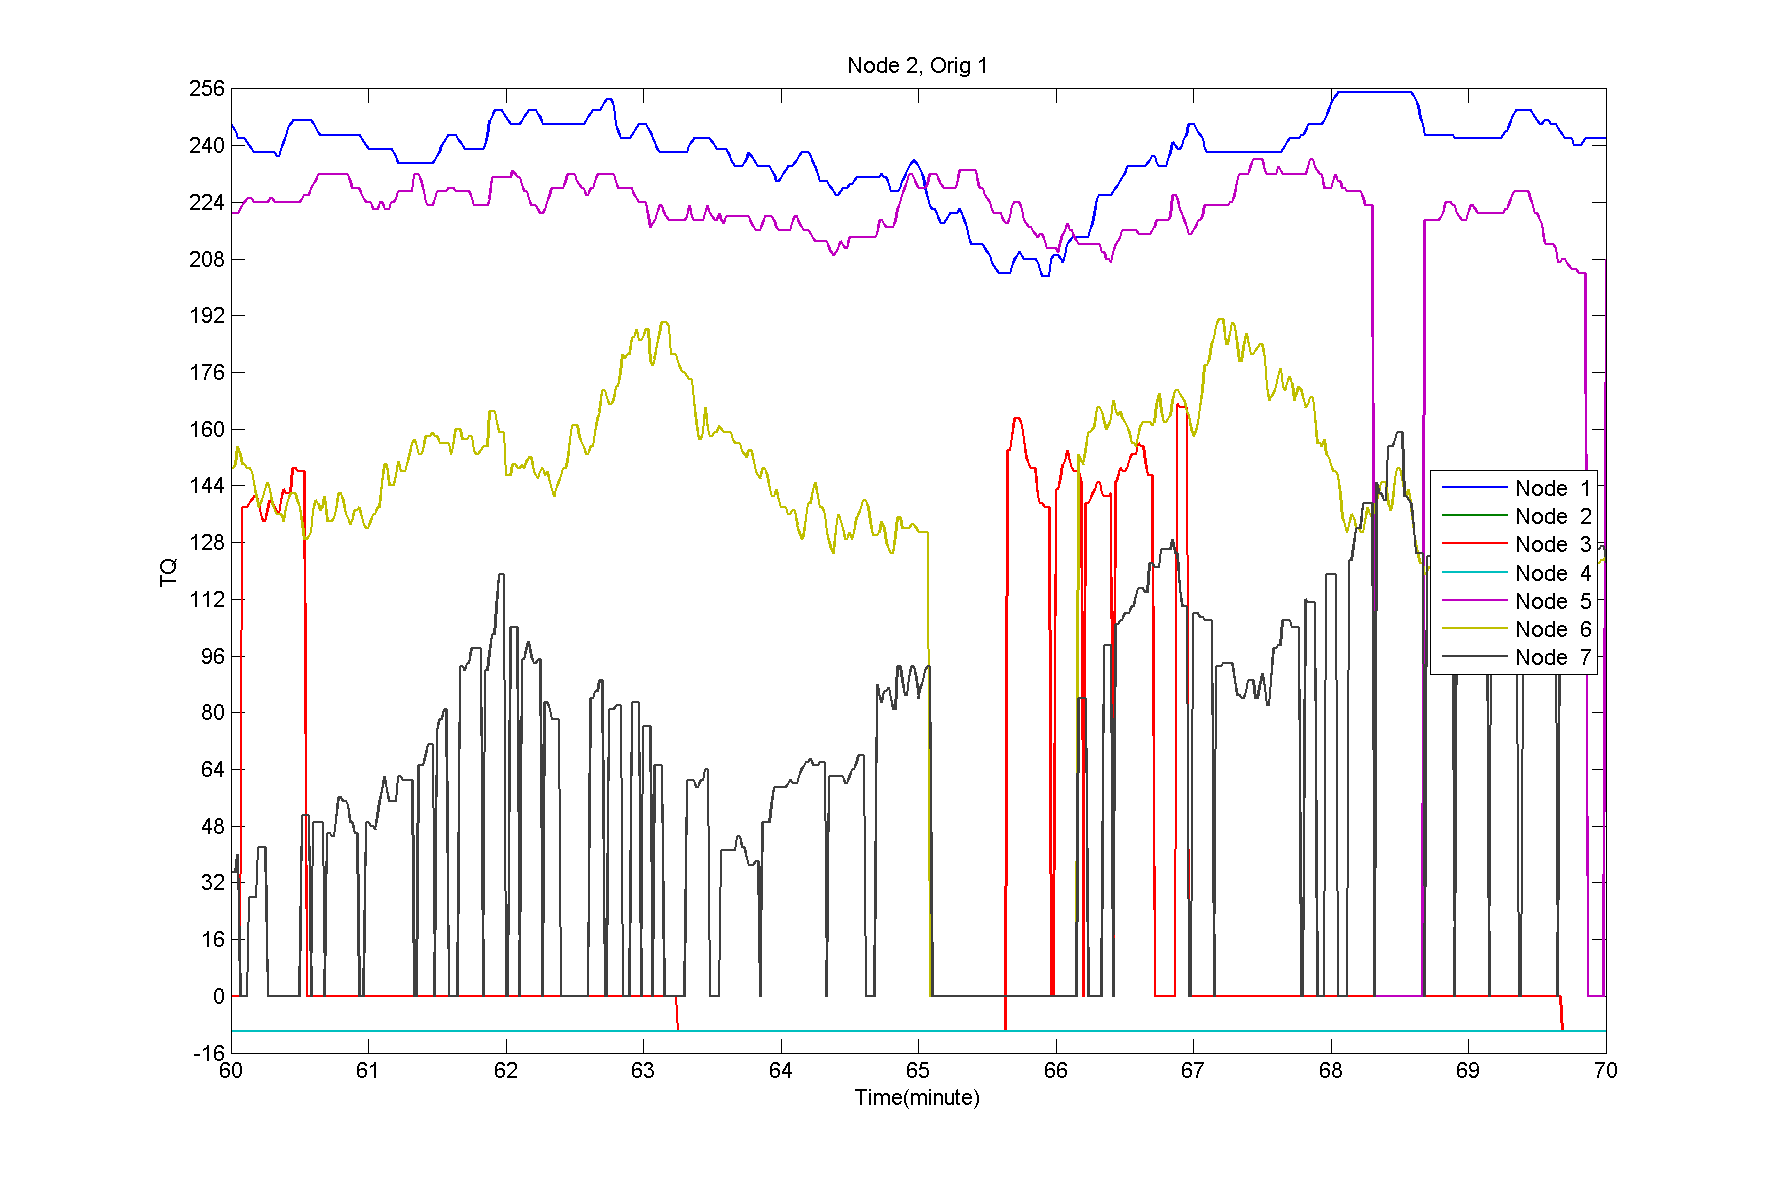 Node 2, Orig 1
256
240
224
208
192
176
160
144
128
112
96
80
64
48
32
16
0
-16
TQ
Node 1
Node 2
Node 3
Node 4
Node 5
Node 6
Node 7
60 61 62 63 64 65 66 67 68 69 70
Time(minute)